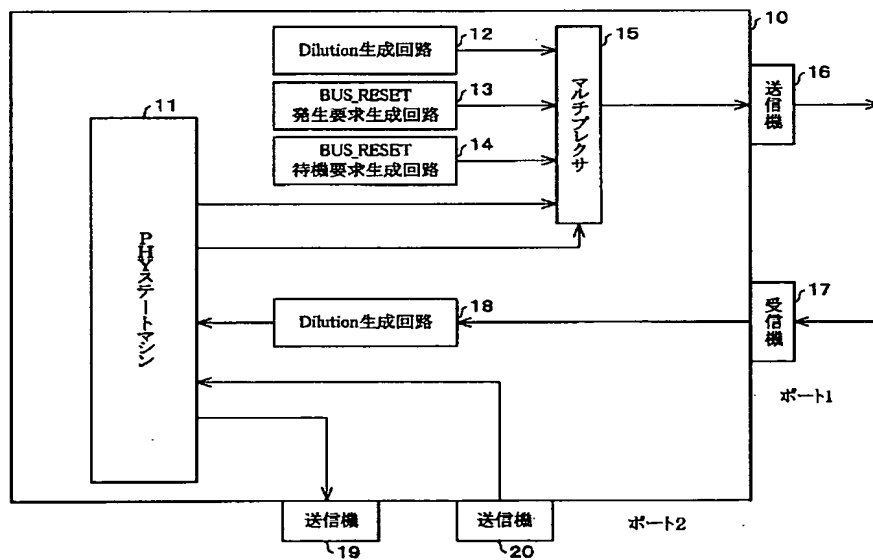 10
12
Dilution生成回路
15
マルチプレクサ
16
送信機
11
PHYステートマシン
13
BUS_RESET
発生要求生成回路
14
BUS_RESET
待機要求生成回路
17
受信機
18
Dilution生成回路
ポート1
送信機
19
送信機
20
ポート2